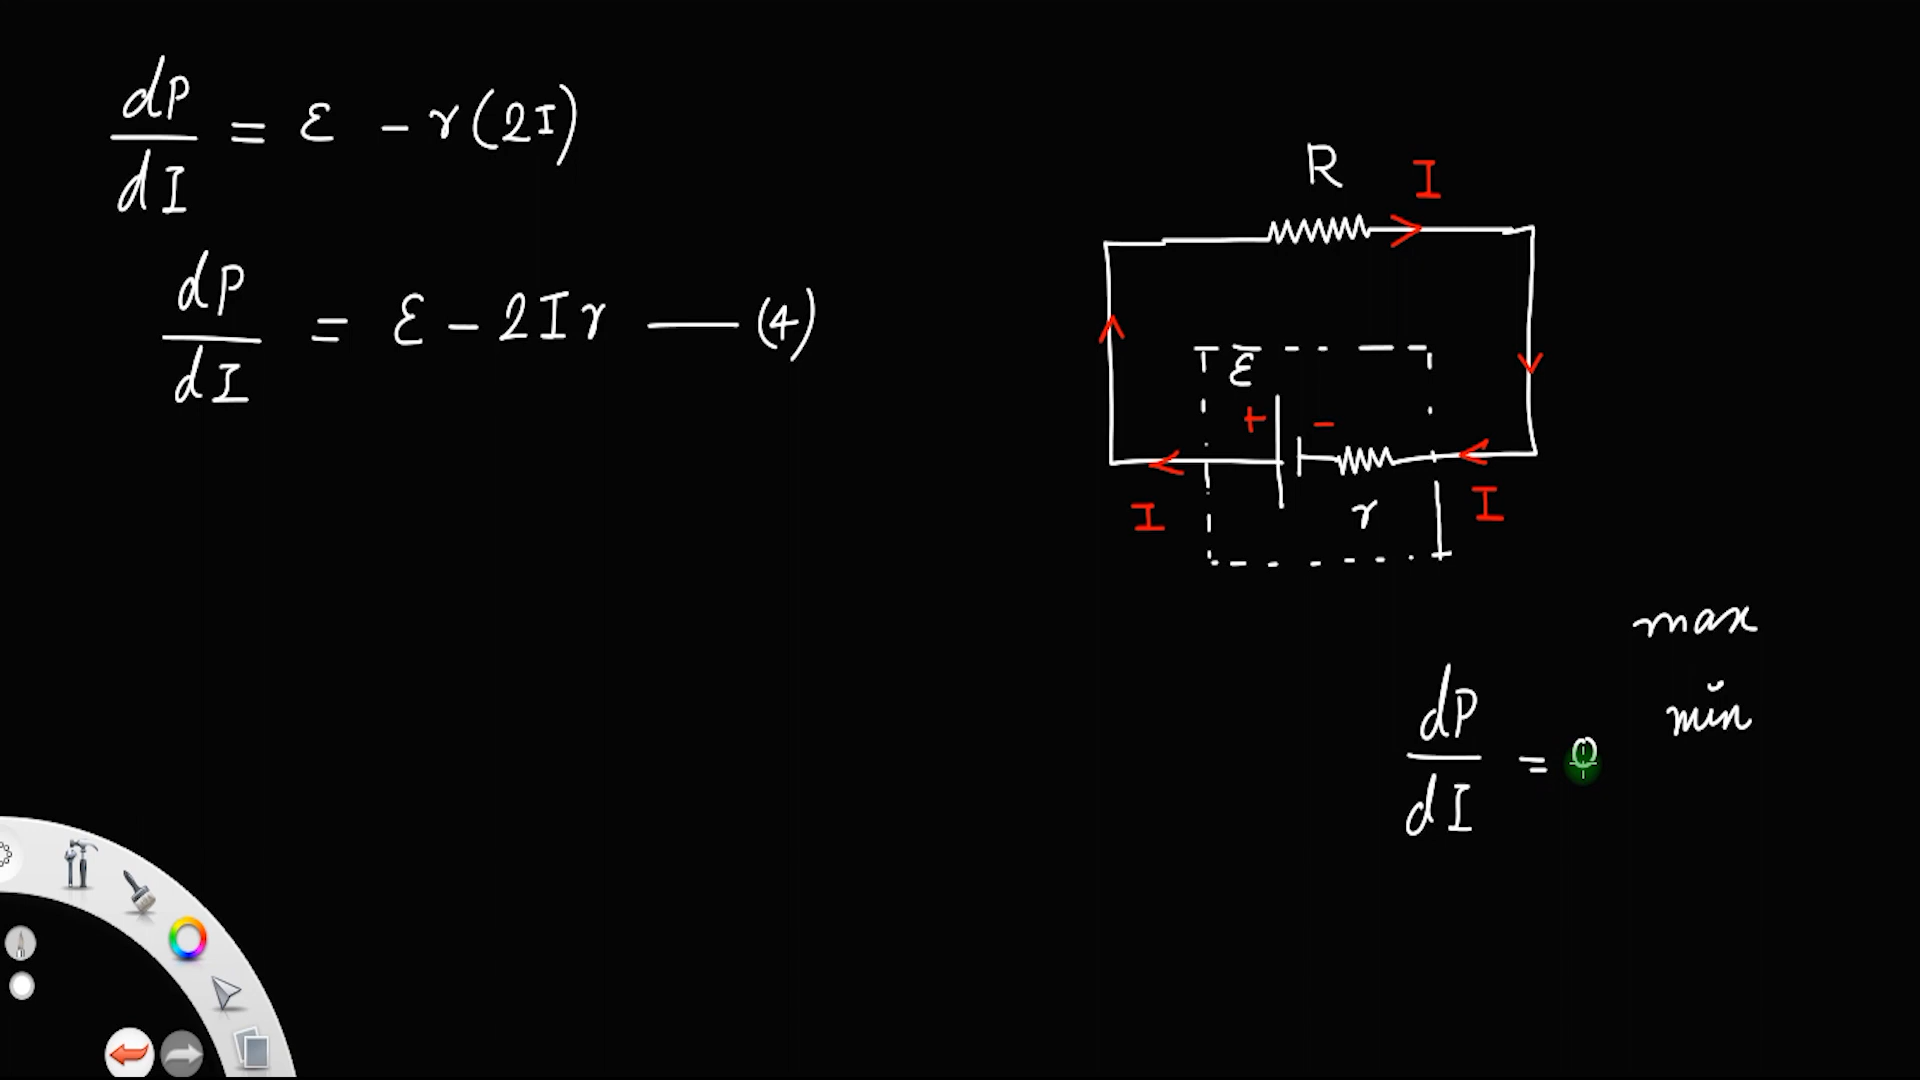 dP/dI = ε - r(2I)
dP/dI = ε - 2Ir —— (4)
R I
ε
+ -
I r I
max
min
dP/dI = 0